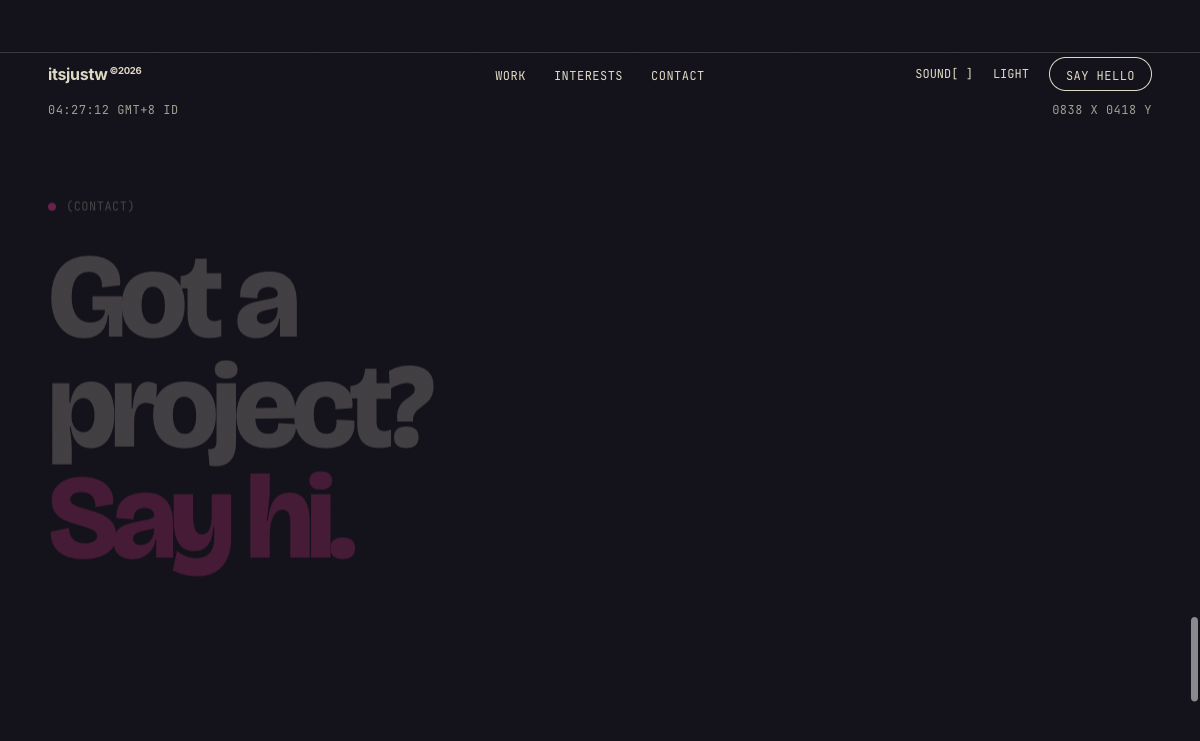 itsjustw ©2026
WORK INTERESTS CONTACT
SOUND[ ] LIGHT SAY HELLO
04:27:12 GMT+8 ID
0838 X 0418 Y
(CONTACT)
Got a
project?
Say hi.